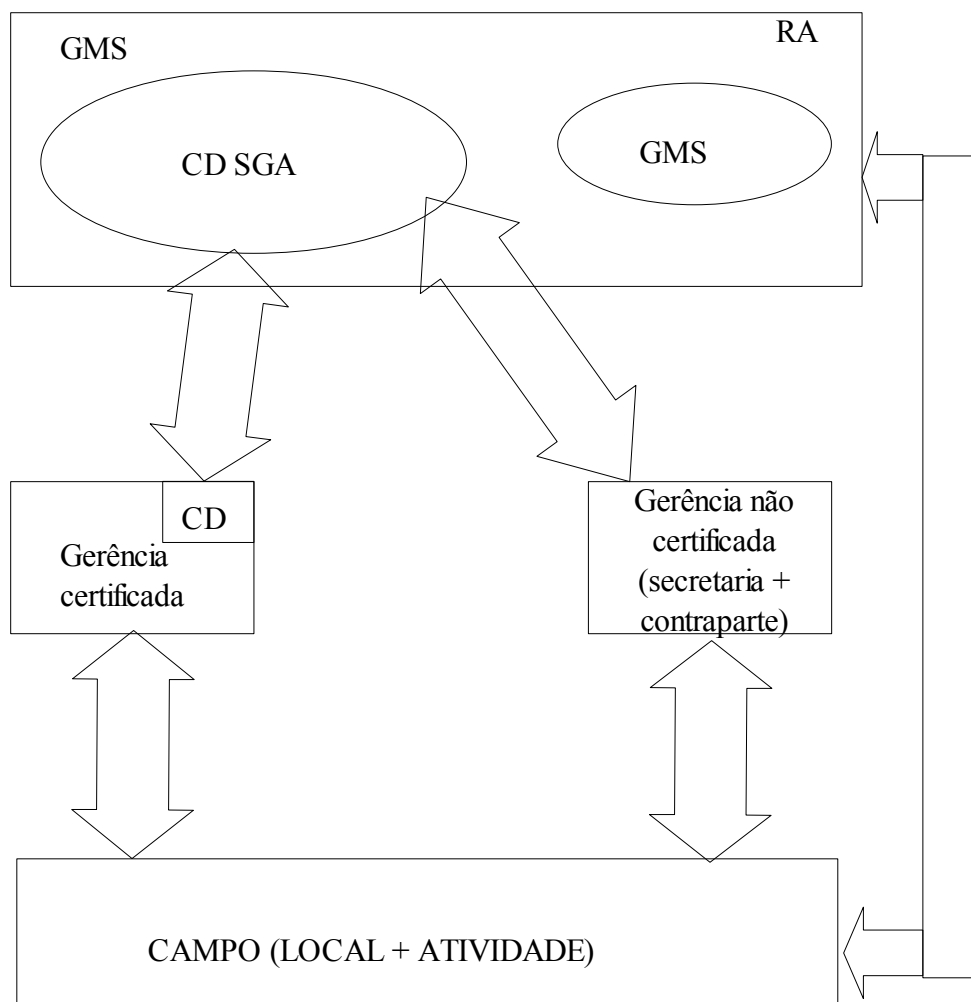 GMS
RA
CD SGA
GMS
CD
Gerência
certificada
Gerência não
certificada
(secretaria +
contraparte)
CAMPO (LOCAL + ATIVIDADE)